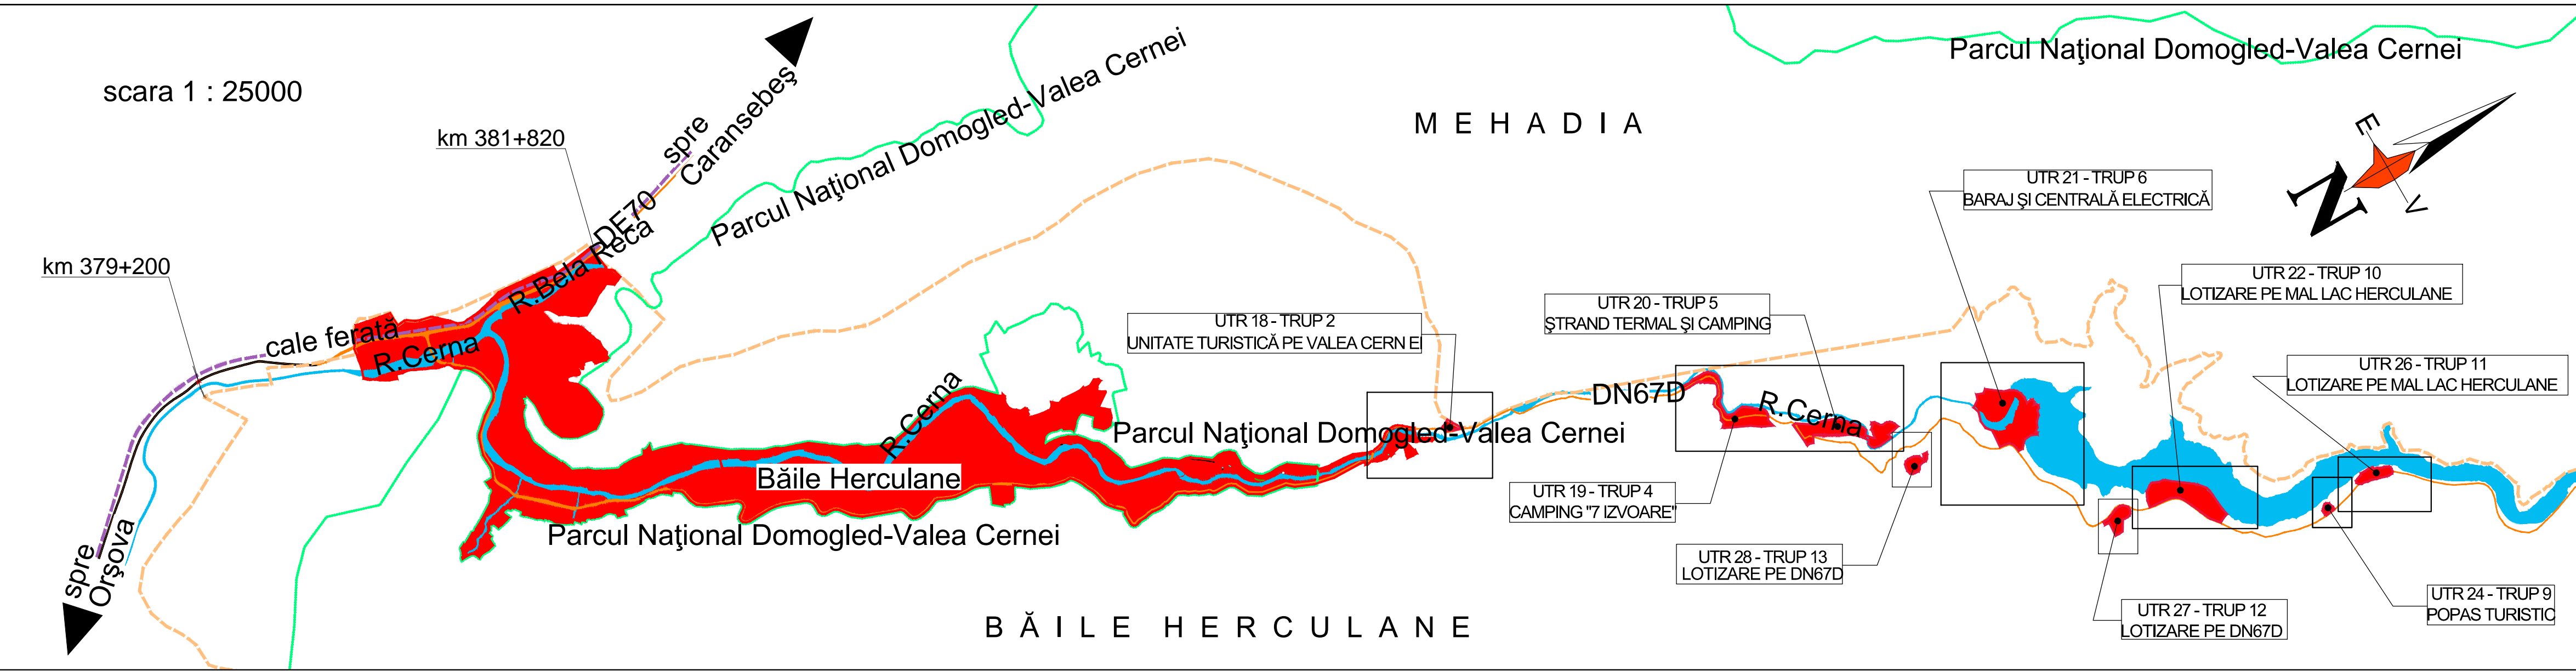 Parcul Naţional Domogled-Valea Cernei
scara 1 : 25000
km 381+820
spre
Caransebeş
Parcul Naţional Domogled-Valea Cernei
MEHADIA
E
N
V
UTR 21 - TRUP 6
BARAJ ŞI CENTRALĂ ELECTRICĂ
DE70
R.Bela Reca
km 379+200
UTR 22 - TRUP 10
LOTIZARE PE MAL LAC HERCULANE
UTR 20 - TRUP 5
ŞTRAND TERMAL ŞI CAMPING
UTR 18 - TRUP 2
UNITATE TURISTICĂ PE VALEA CERN EI
cale ferată
R.Cerna
UTR 26 - TRUP 11
LOTIZARE PE MAL LAC HERCULANE
DN67D
R.Cerna
R.Cerna
Parcul Naţional Domogled-Valea Cernei
Băile Herculane
UTR 19 - TRUP 4
CAMPING "7 IZVOARE"
Parcul Naţional Domogled-Valea Cernei
UTR 28 - TRUP 13
LOTIZARE PE DN67D
spre
Orşova
UTR 24 - TRUP 9
POPAS TURISTIC
UTR 27 - TRUP 12
LOTIZARE PE DN67D
BĂILE HERCULANE